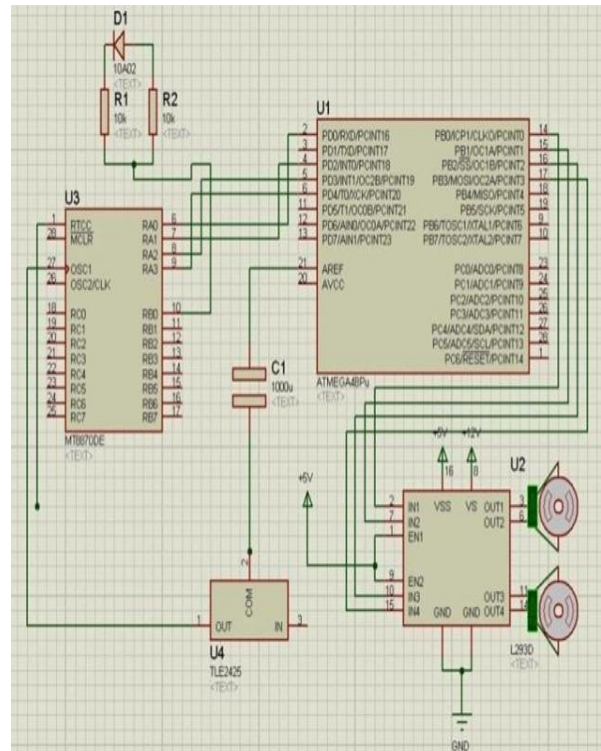 D1
10A02
<TEXT>
R1
10k
<TEXT>
R2
10k
<TEXT>
U1
2 PD0/RXD/PCINT16
3 PD1/TXD/PCINT17
4 PD2/INT0/PCINT18
5 PD3/INT1/OC2B/PCINT19
6 PD4/T0/XCK/PCINT20
11 PD5/T1/OC0B/PCINT21
12 PD6/AIN0/OC0A/PCINT22
13 PD7/AIN1/PCINT23
21 AREF
20 AVCC
PB0/ICP1/CLKO/PCINT0 14
PB1/OC1A/PCINT1 15
PB2/SS/OC1B/PCINT2 16
PB3/MOSI/OC2A/PCINT3 17
PB4/MISO/PCINT4 18
PB5/SCK/PCINT5 19
PB6/TOSC1/XTAL1/PCINT6 9
PB7/TOSC2/XTAL2/PCINT7 10
PC0/ADC0/PCINT8 23
PC1/ADC1/PCINT9 24
PC2/ADC2/PCINT10 25
PC3/ADC3/PCINT11 26
PC4/ADC4/SDA/PCINT12 27
PC5/ADC5/SCL/PCINT13 28
PC6/RESET/PCINT14 1
ATMEGA48Pu
<TEXT>
U3
1 RTCC
28 MCLR
27 OSC1
26 OSC2/CLK
18 RC0
19 RC1
20 RC2
21 RC3
22 RC4
23 RC5
24 RC6
25 RC7
RA0 6
RA1 7
RA2 8
RA3 9
RB0 10
RB1 11
RB2 12
RB3 13
RB4 14
RB5 15
RB6 16
RB7 17
MT8870DE
<TEXT>
C1
1000u
<TEXT>
+5V
+12V
+5V
U2
16
8
VSS
VS
2 IN1
7 IN2
1 EN1
9 EN2
10 IN3
15 IN4
OUT1 3
OUT2 6
OUT3 11
OUT4 14
GND
GND
L293D
<TEXT>
2
COM
1 OUT
IN 3
U4
TLE2425
<TEXT>
GND